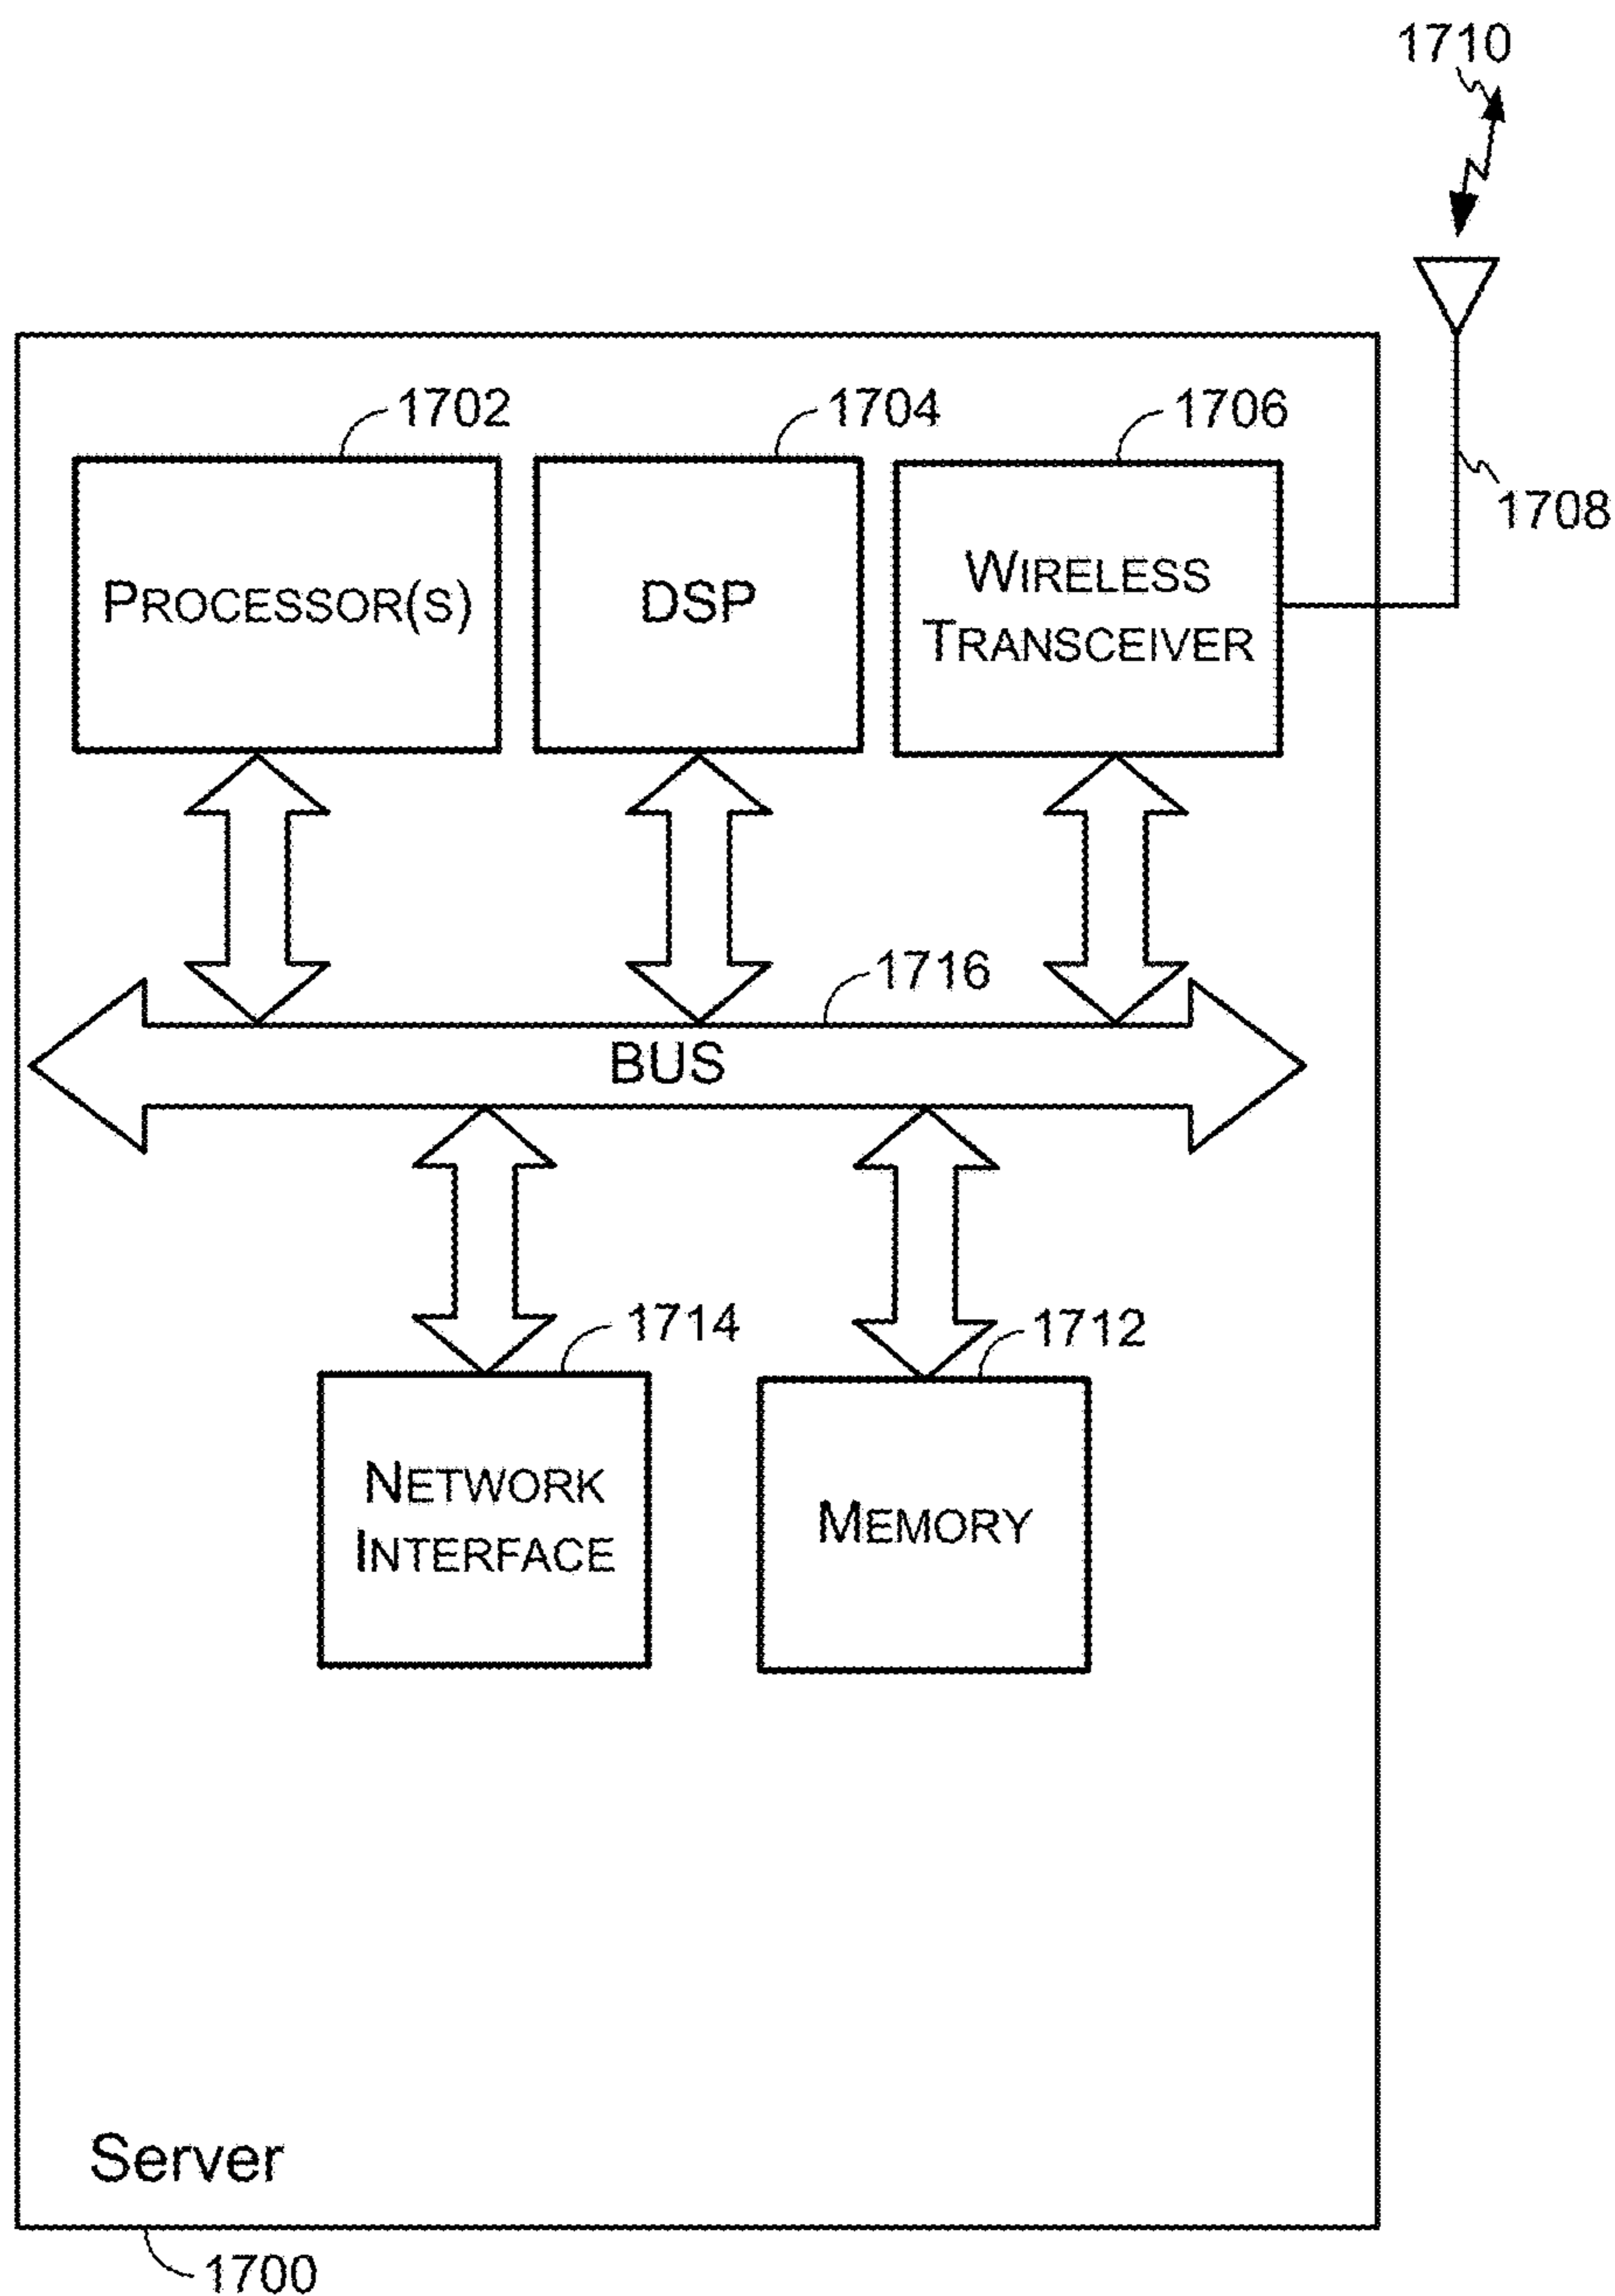 1710
1702
1704
1706
1708
PROCESSOR(S)
DSP
WIRELESS
TRANSCEIVER
1716
BUS
1714
1712
NETWORK
INTERFACE
MEMORY
Server
1700